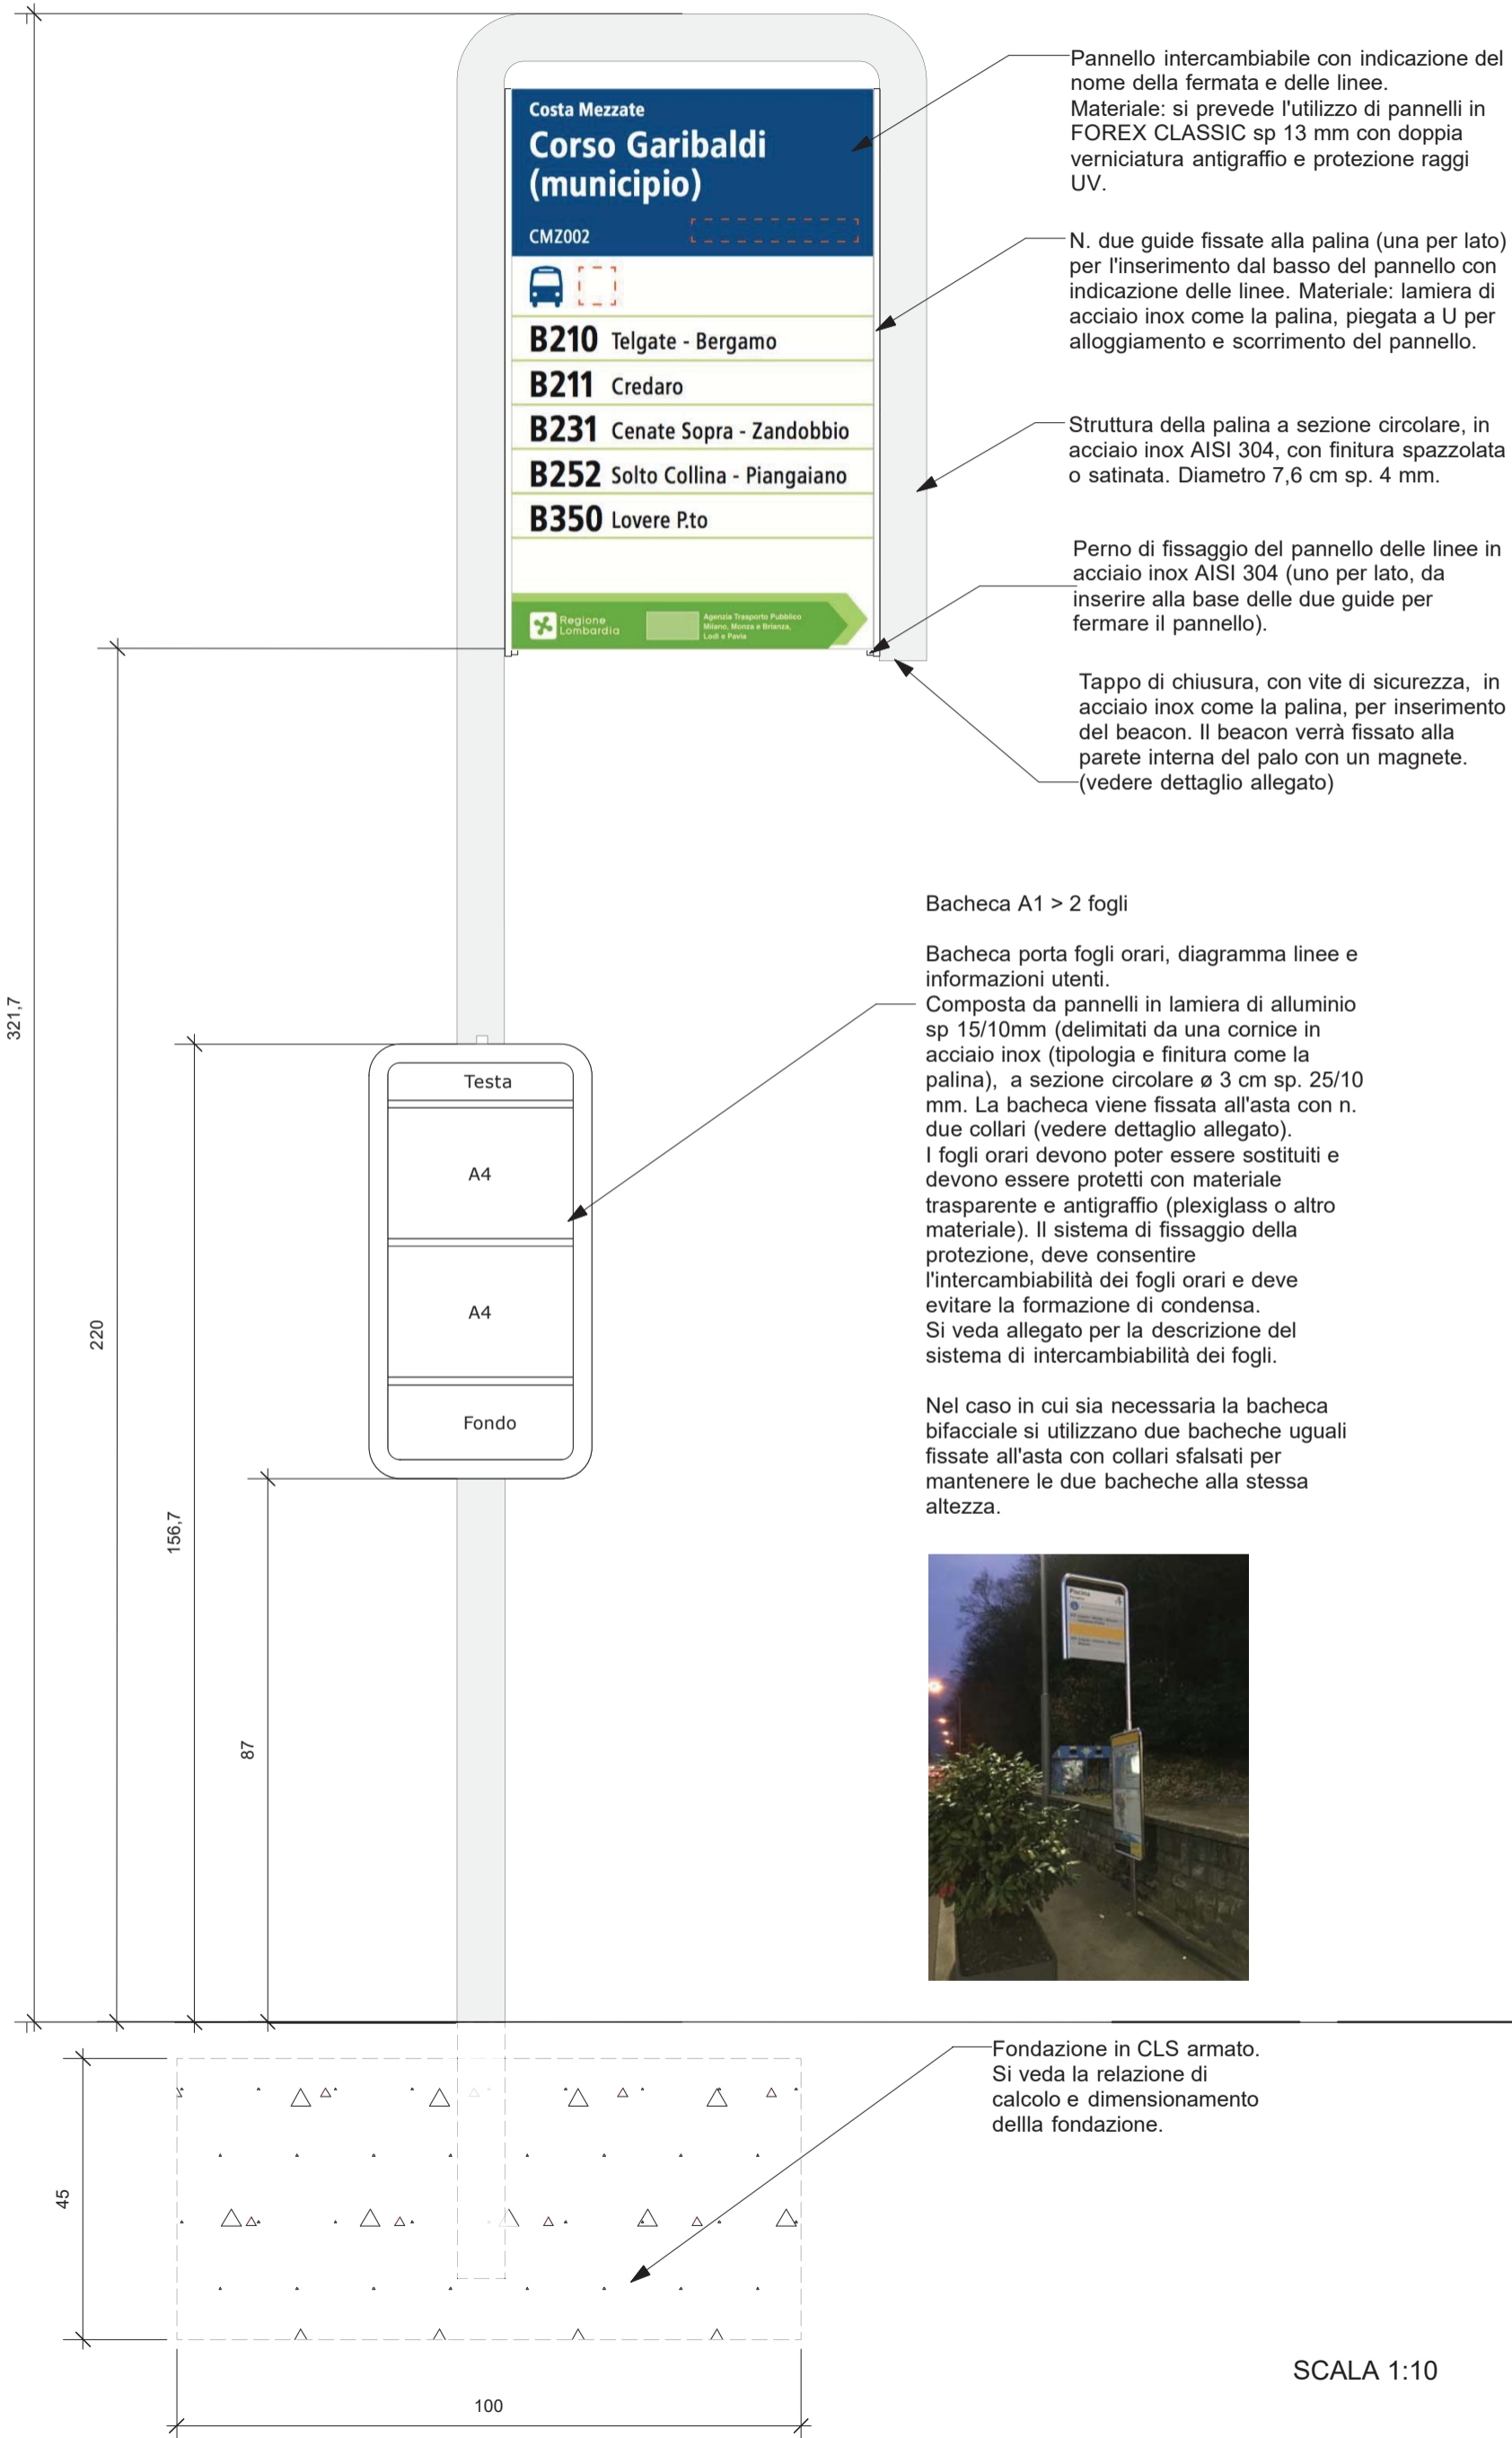 Costa Mezzate
Corso Garibaldi
(municipio)
CMZ002
B210 Telgate - Bergamo
B211 Credaro
B231 Cenate Sopra - Zandobbio
B252 Solto Collina - Piangaiano
B350 Lovere P.to
Regione
Lombardia
Agenzia Trasporto Pubblico
Milano, Monza e Brianza,
Lodi e Pavia
Pannello intercambiabile con indicazione del
nome della fermata e delle linee.
Materiale: si prevede l'utilizzo di pannelli in
FOREX CLASSIC sp 13 mm con doppia
verniciatura antigraffio e protezione raggi
UV.
N. due guide fissate alla palina (una per lato)
per l'inserimento dal basso del pannello con
indicazione delle linee. Materiale: lamiera di
acciaio inox come la palina, piegata a U per
alloggiamento e scorrimento del pannello.
Struttura della palina a sezione circolare, in
acciaio inox AISI 304, con finitura spazzolata
o satinata. Diametro 7,6 cm sp. 4 mm.
Perno di fissaggio del pannello delle linee in
acciaio inox AISI 304 (uno per lato, da
inserire alla base delle due guide per
fermare il pannello).
Tappo di chiusura, con vite di sicurezza, in
acciaio inox come la palina, per inserimento
del beacon. Il beacon verrà fissato alla
parete interna del palo con un magnete.
(vedere dettaglio allegato)
Bacheca A1 > 2 fogli
Bacheca porta fogli orari, diagramma linee e
informazioni utenti.
Composta da pannelli in lamiera di alluminio
sp 15/10mm (delimitati da una cornice in
acciaio inox (tipologia e finitura come la
palina), a sezione circolare ø 3 cm sp. 25/10
mm. La bacheca viene fissata all'asta con n.
due collari (vedere dettaglio allegato).
I fogli orari devono poter essere sostituiti e
devono essere protetti con materiale
trasparente e antigraffio (plexiglass o altro
materiale). Il sistema di fissaggio della
protezione, deve consentire
l'intercambiabilità dei fogli orari e deve
evitare la formazione di condensa.
Si veda allegato per la descrizione del
sistema di intercambiabilità dei fogli.
Nel caso in cui sia necessaria la bacheca
bifacciale si utilizzano due bacheche uguali
fissate all'asta con collari sfalsati per
mantenere le due bacheche alla stessa
altezza.
321,7
220
156,7
87
Testa
A4
A4
Fondo
Piscina
Fondazione in CLS armato.
Si veda la relazione di
calcolo e dimensionamento
dellla fondazione.
45
100
SCALA 1:10